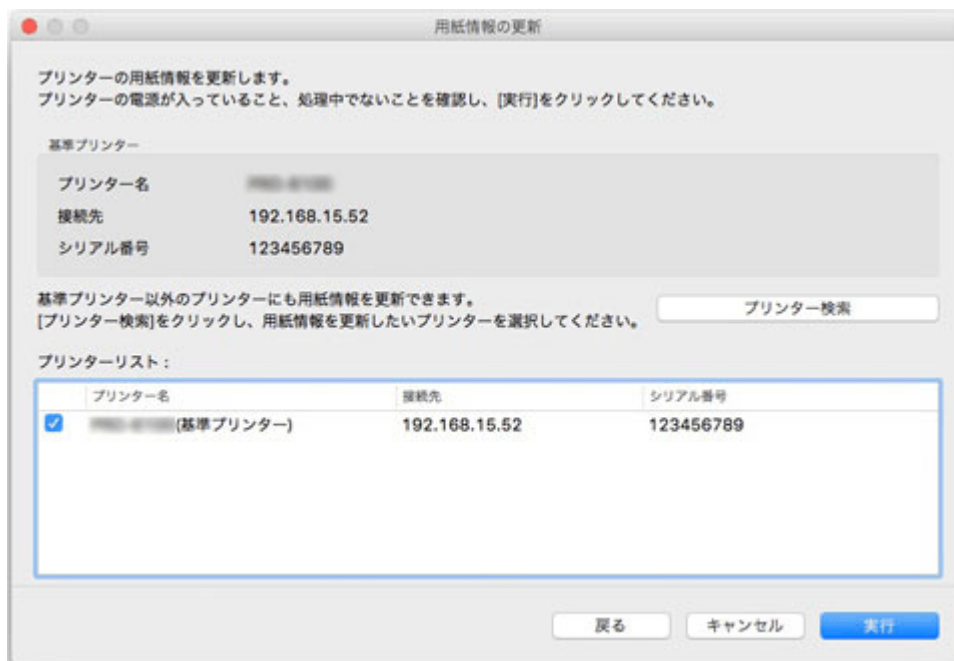 用紙情報の更新
プリンターの用紙情報を更新します。
プリンターの電源が入っていること、処理中でないことを確認し、[実行]をクリックしてください。
基準プリンター
プリンター名
接続先 192.168.15.52
シリアル番号 123456789
基準プリンター以外のプリンターにも用紙情報を更新できます。
[プリンター検索]をクリックし、用紙情報を更新したいプリンターを選択してください。
プリンター検索
プリンターリスト：
プリンター名 接続先 シリアル番号
(基準プリンター) 192.168.15.52 123456789
戻る キャンセル 実行